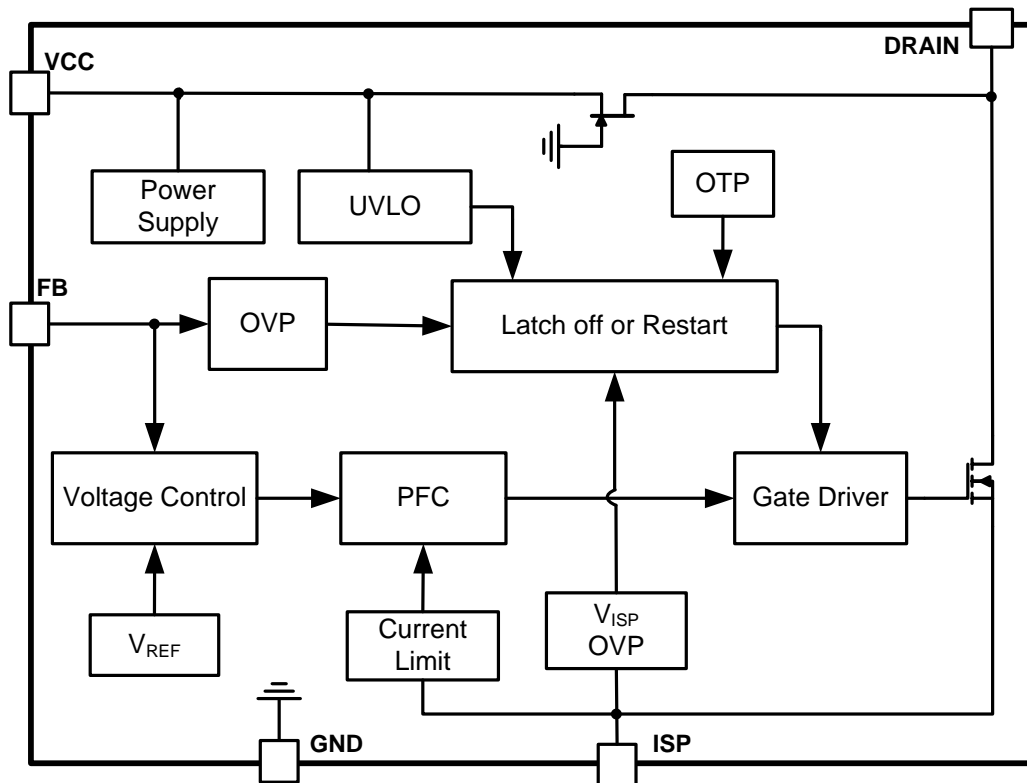 DRAIN
VCC
Power
Supply
UVLO
OTP
FB
OVP
Latch off or Restart
Voltage Control
PFC
Gate Driver
VREF
Current
Limit
VISP
OVP
GND
ISP